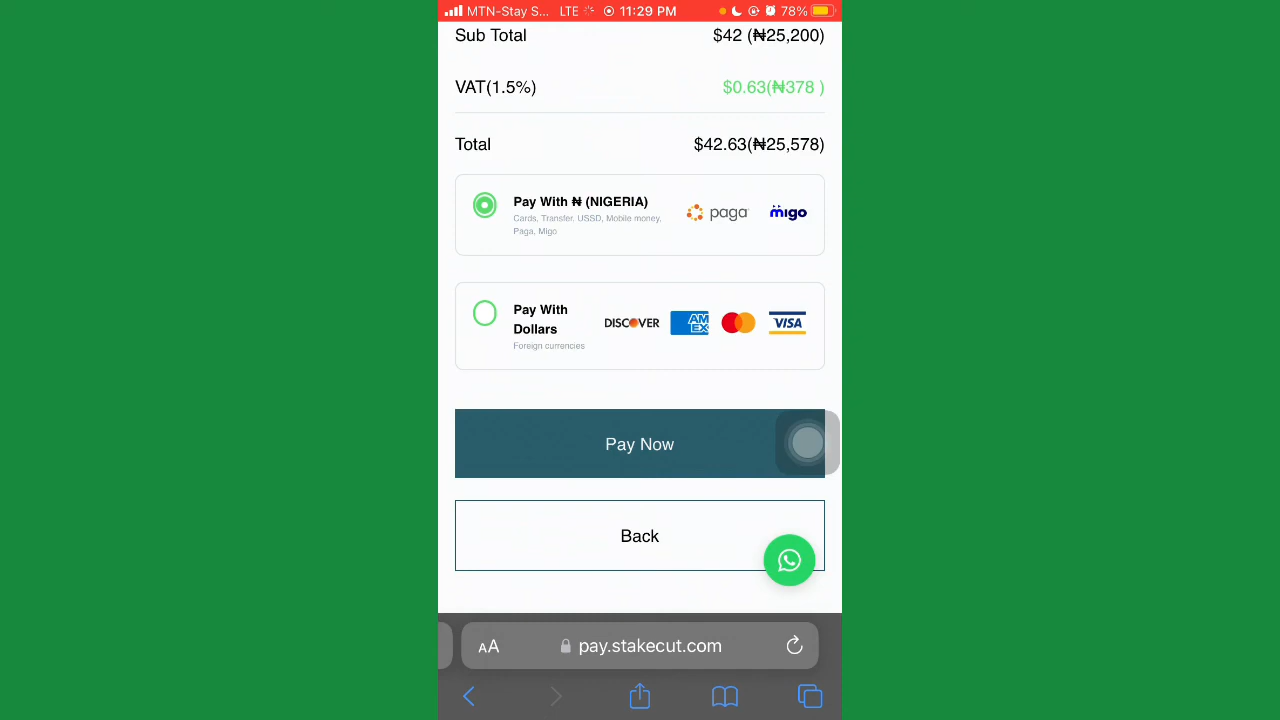 MTN-Stay S... LTE 11:29 PM 78%
Sub Total $42 (₦25,200)
VAT(1.5%) $0.63(₦378 )
Total $42.63(₦25,578)
Pay With ₦ (NIGERIA)
Cards, Transfer, USSD, Mobile money,
Paga, Migo
paga migo
Pay With
Dollars
Foreign currencies
DISCOVER AM
EX VISA
Pay Now
Back
AA pay.stakecut.com